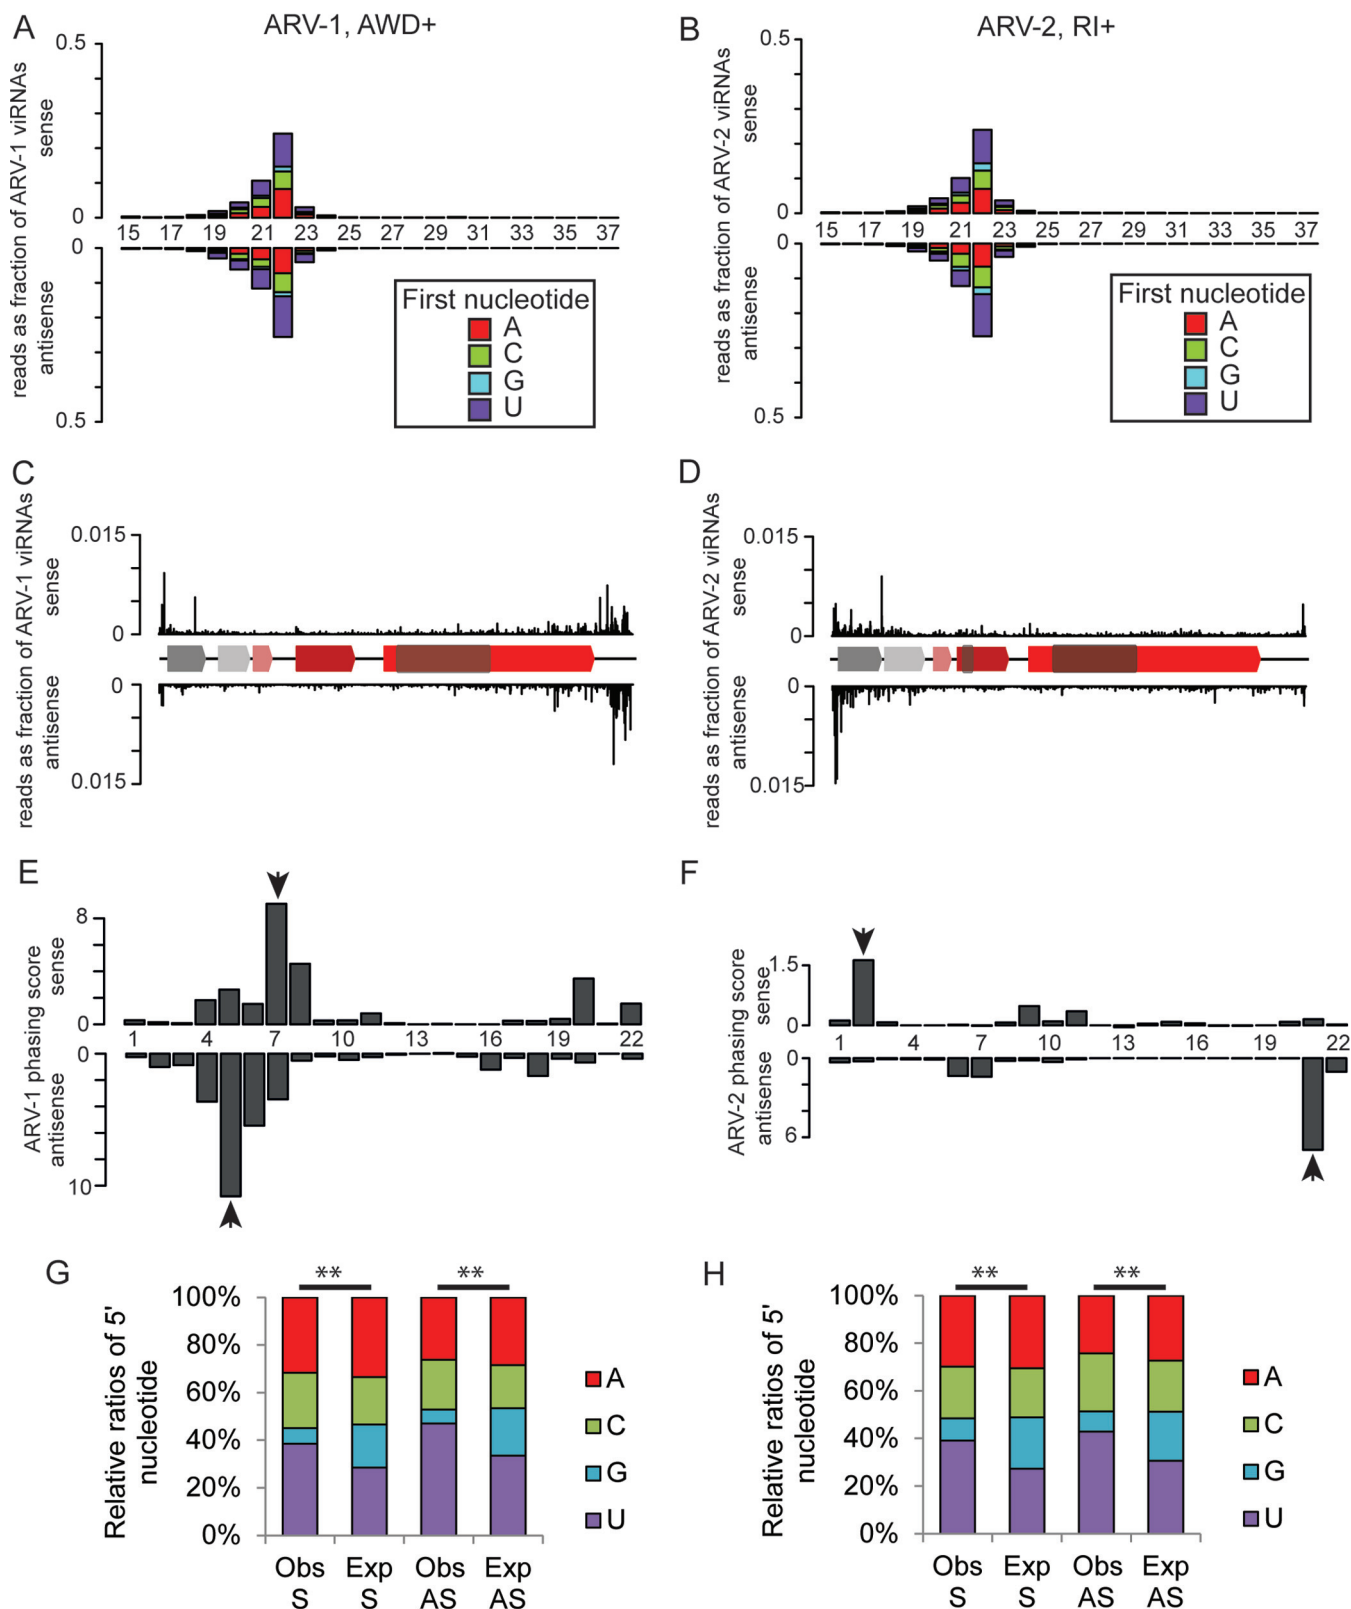 A
ARV-1, AWD+
reads as fraction of ARV-1 viRNAs
sense
antisense
0.5
0
15 17 19 21 23 25 27 29 31 33 35 37
0
0.5
First nucleotide
A
C
G
U
B
ARV-2, RI+
reads as fraction of ARV-2 viRNAs
sense
antisense
0.5
0
15 17 19 21 23 25 27 29 31 33 35 37
0
0.5
First nucleotide
A
C
G
U
C
reads as fraction of ARV-1 viRNAs
sense
antisense
0.015
0
0
0.015
D
reads as fraction of ARV-2 viRNAs
sense
antisense
0.015
0
0
0.015
E
ARV-1 phasing score
sense
antisense
8
0
1 4 7 10 13 16 19 22
0
10
F
ARV-2 phasing score
sense
antisense
1.5
0
1 4 7 10 13 16 19 22
0
6
G
Relative ratios of 5'
nucleotide
** **
100%
80%
60%
40%
20%
0%
Obs Exp Obs Exp
S S AS AS
A
C
G
U
H
Relative ratios of 5'
nucleotide
** **
100%
80%
60%
40%
20%
0%
Obs Exp Obs Exp
S S AS AS
A
C
G
U